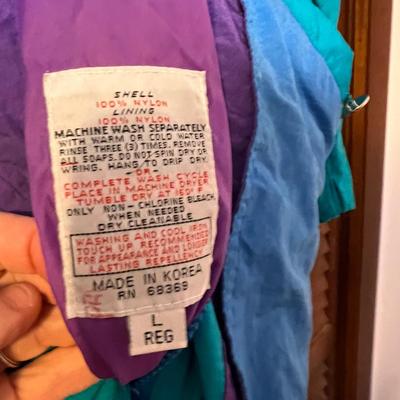 SHELL
100% NYLON
LINING
100% NYLON
MACHINE WASH SEPARATELY
WITH WARM OR COLD WATER
RINSE THREE (3) TIMES. REMOVE
ALL SOAPS. DO NOT SPIN DRY OR
WRING. HANG TO DRIP DRY.
-OR-
COMPLETE WASH CYCLE
PLACE IN MACHINE DRYER
TUMBLE DRY AT 160°F
ONLY NON-CHLORINE BLEACH
WHEN NEEDED
DRY CLEANABLE
WASHING AND COOL IRON
TOUCH UP RECOMMENDED
FOR APPEARANCE AND LONGER
LASTING REPELLENCY
MADE IN KOREA
RN 68369
L
REG